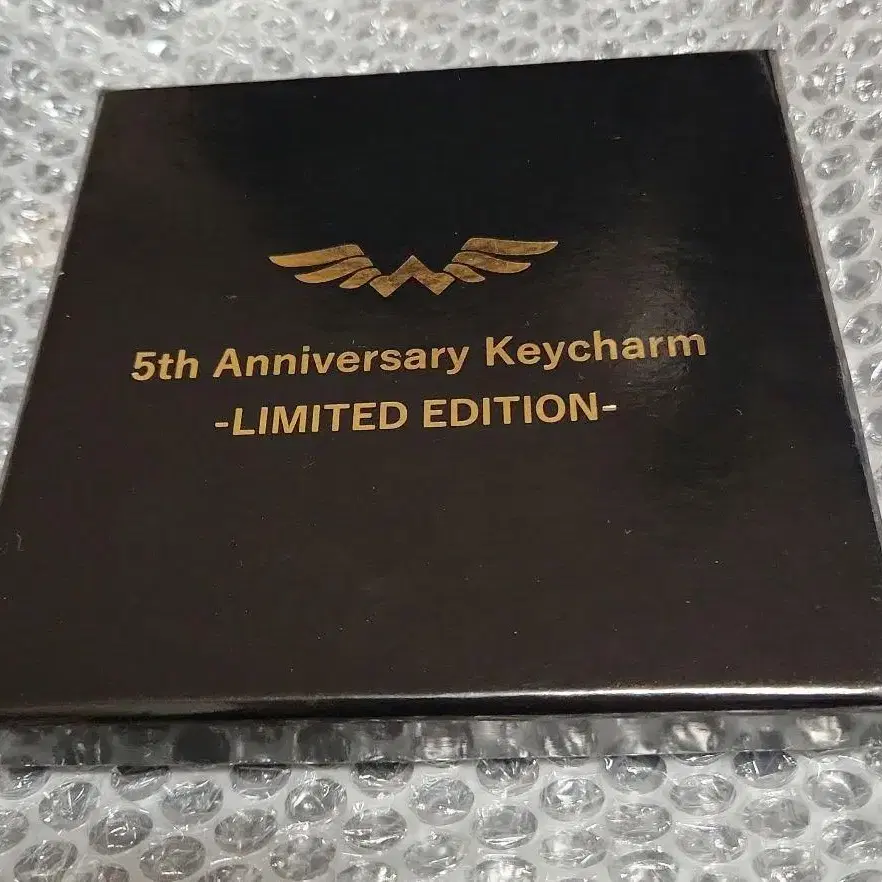 5th Anniversary Keycharm
-LIMITED EDITION-